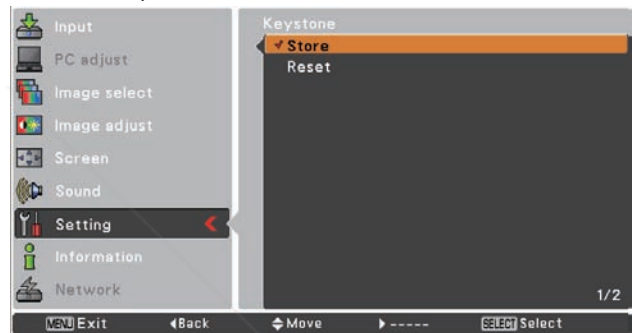 Input
PC adjust
Image select
Image adjust
Screen
Sound
Setting
Information
Network
Keystone
Store
Reset
1/2
MENU Exit Back Move ----- SELECT Select